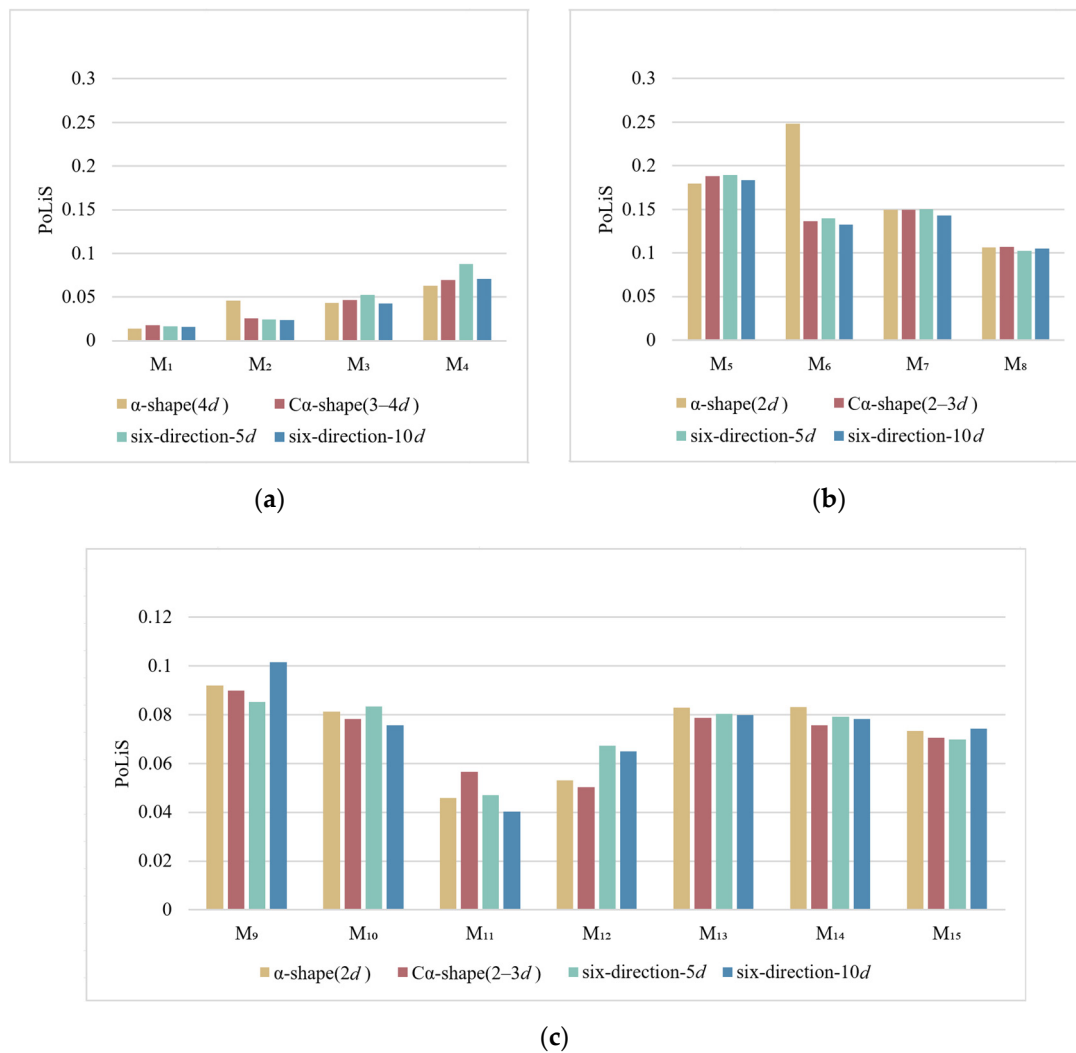 0.3
0.25
0.2
0.15
0.1
0.05
0
PoLiS
M₁ M₂ M₃ M₄
α-shape(4d) Cα-shape(3–4d)
six-direction-5d six-direction-10d
(a)
0.3
0.25
0.2
0.15
0.1
0.05
0
PoLiS
M₅ M₆ M₇ M₈
α-shape(2d) Cα-shape(2–3d)
six-direction-5d six-direction-10d
(b)
0.12
0.1
0.08
0.06
0.04
0.02
0
PoLiS
M₉ M₁₀ M₁₁ M₁₂ M₁₃ M₁₄ M₁₅
α-shape(2d) Cα-shape(2–3d) six-direction-5d six-direction-10d
(c)